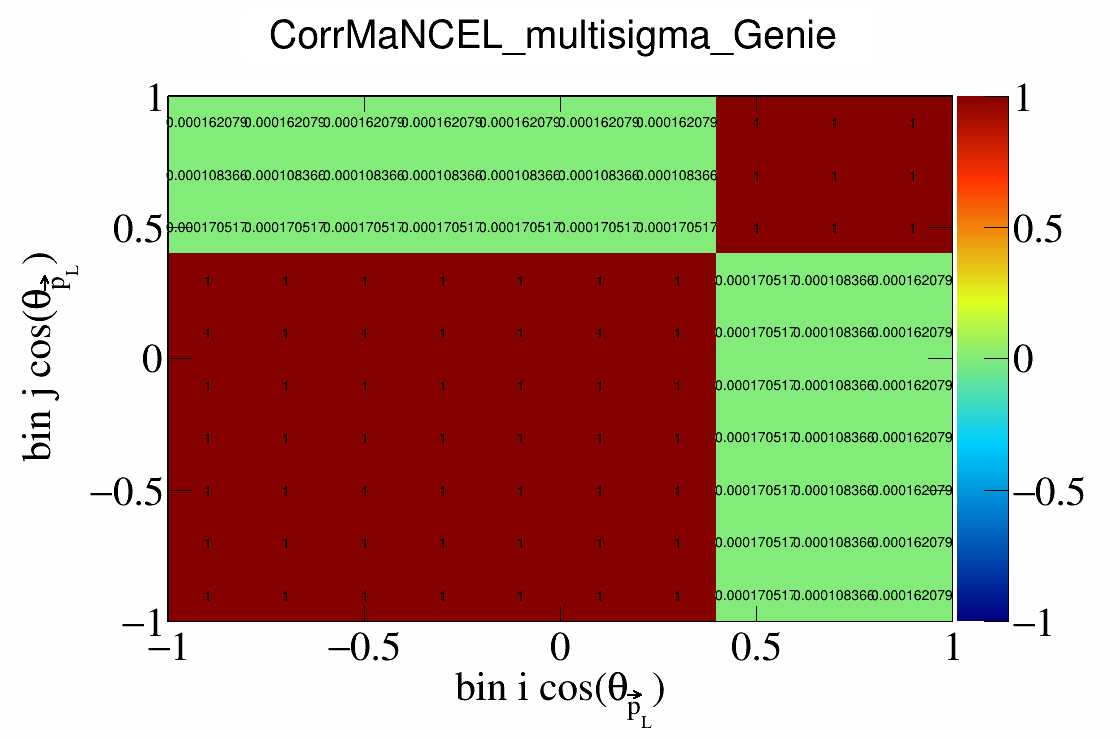 CorrMaNCEL_multisigma_Genie
1 0.000162079 0.000162079 0.000162079 0.000162079 0.000162079 0.000162079 0.000162079 1 1 1 1
0.000108366 0.000108366 0.000108366 0.000108366 0.000108366 0.000108366 0.000108366 1 1 1
0.5 0.000170517 0.000170517 0.000170517 0.000170517 0.000170517 0.000170517 0.000170517 1 1 1 0.5
1 1 1 1 1 1 1 0.000170517 0.000108366 0.000162079
1 1 1 1 1 1 1 0.000170517 0.000108366 0.000162079
0 0
1 1 1 1 1 1 1 0.000170517 0.000108366 0.000162079
1 1 1 1 1 1 1 0.000170517 0.000108366 0.000162079
−0.5 1 1 1 1 1 1 1 0.000170517 0.000108366 0.000162079 −0.5
1 1 1 1 1 1 1 0.000170517 0.000108366 0.000162079
1 1 1 1 1 1 1 0.000170517 0.000108366 0.000162079
−1 −1
−1 −0.5 0 0.5 1
bin i cos(θ p⃗ L)
bin j cos(θ p⃗ L)